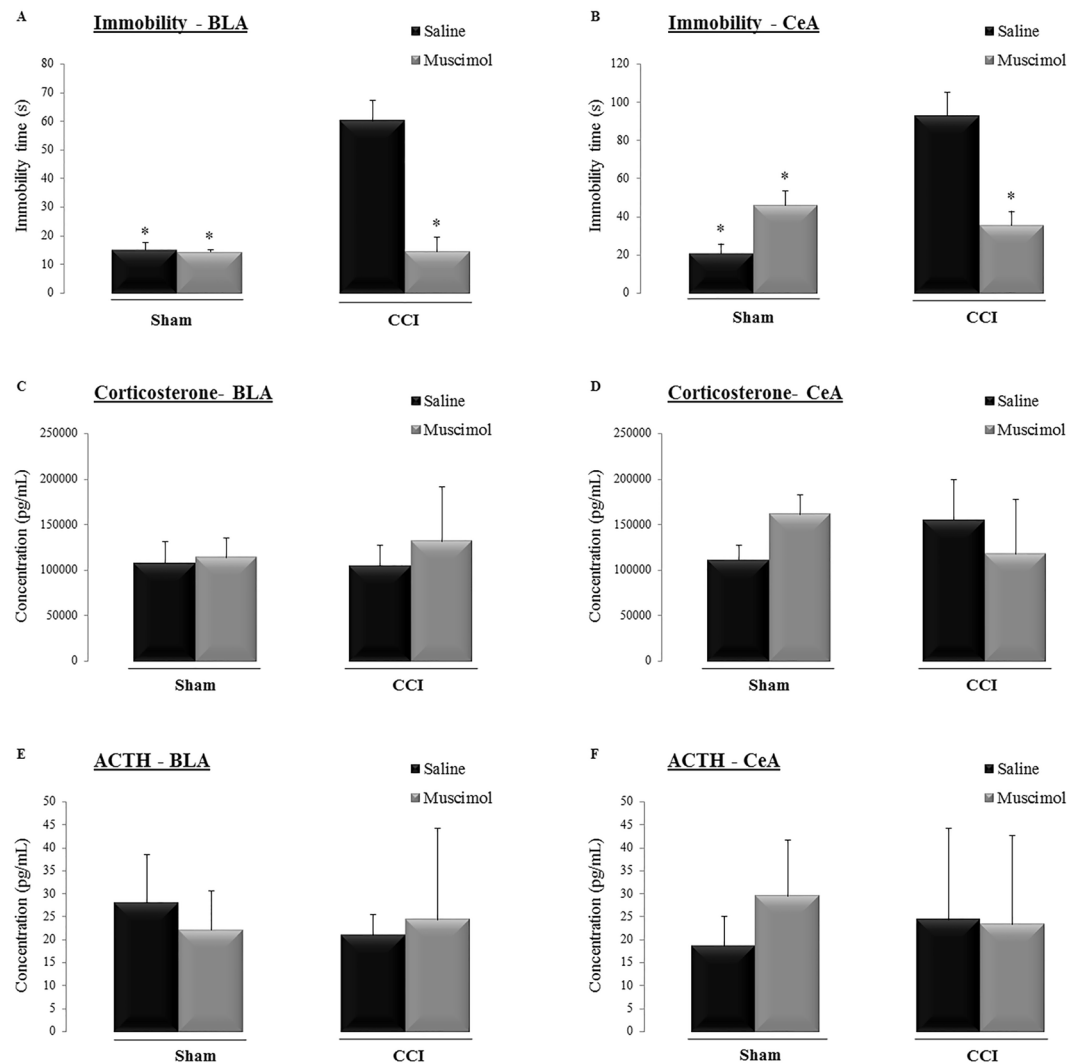 A
Immobility - BLA
Saline
Muscimol
Immobility time (s)
80
70
60
50
40
30
20
10
0
*
*
*
Sham
CCI
B
Immobility - CeA
Saline
Muscimol
Immobility time (s)
120
100
80
60
40
20
0
*
*
*
Sham
CCI
C
Corticosterone- BLA
Saline
Muscimol
Concentration (pg/mL)
250000
200000
150000
100000
50000
0
Sham
CCI
D
Corticosterone- CeA
Saline
Muscimol
Concentration (pg/mL)
250000
200000
150000
100000
50000
0
Sham
CCI
E
ACTH - BLA
Saline
Muscimol
Concentration (pg/mL)
50
45
40
35
30
25
20
15
10
5
0
Sham
CCI
F
ACTH - CeA
Saline
Muscimol
Concentration (pg/mL)
50
45
40
35
30
25
20
15
10
5
0
Sham
CCI